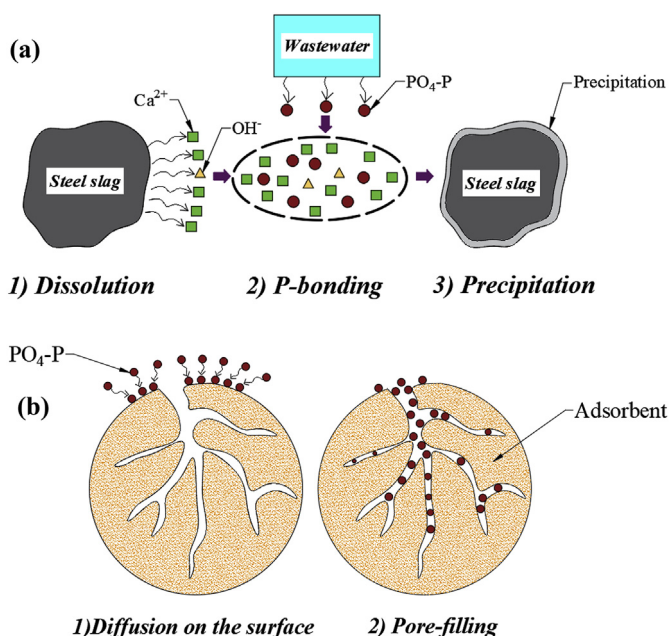 (a)
Wastewater
PO₄-P
Precipitation
Ca²⁺
OH⁻
Steel slag
Steel slag
1) Dissolution
2) P-bonding
3) Precipitation
PO₄-P
(b)
Adsorbent
1)Diffusion on the surface
2) Pore-filling